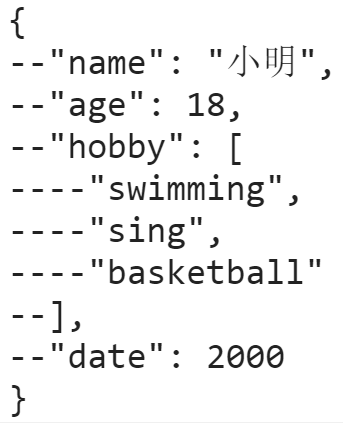 {
--"name": "小明",
--"age": 18,
--"hobby": [
----"swimming",
----"sing",
----"basketball"
--],
--"date": 2000
}